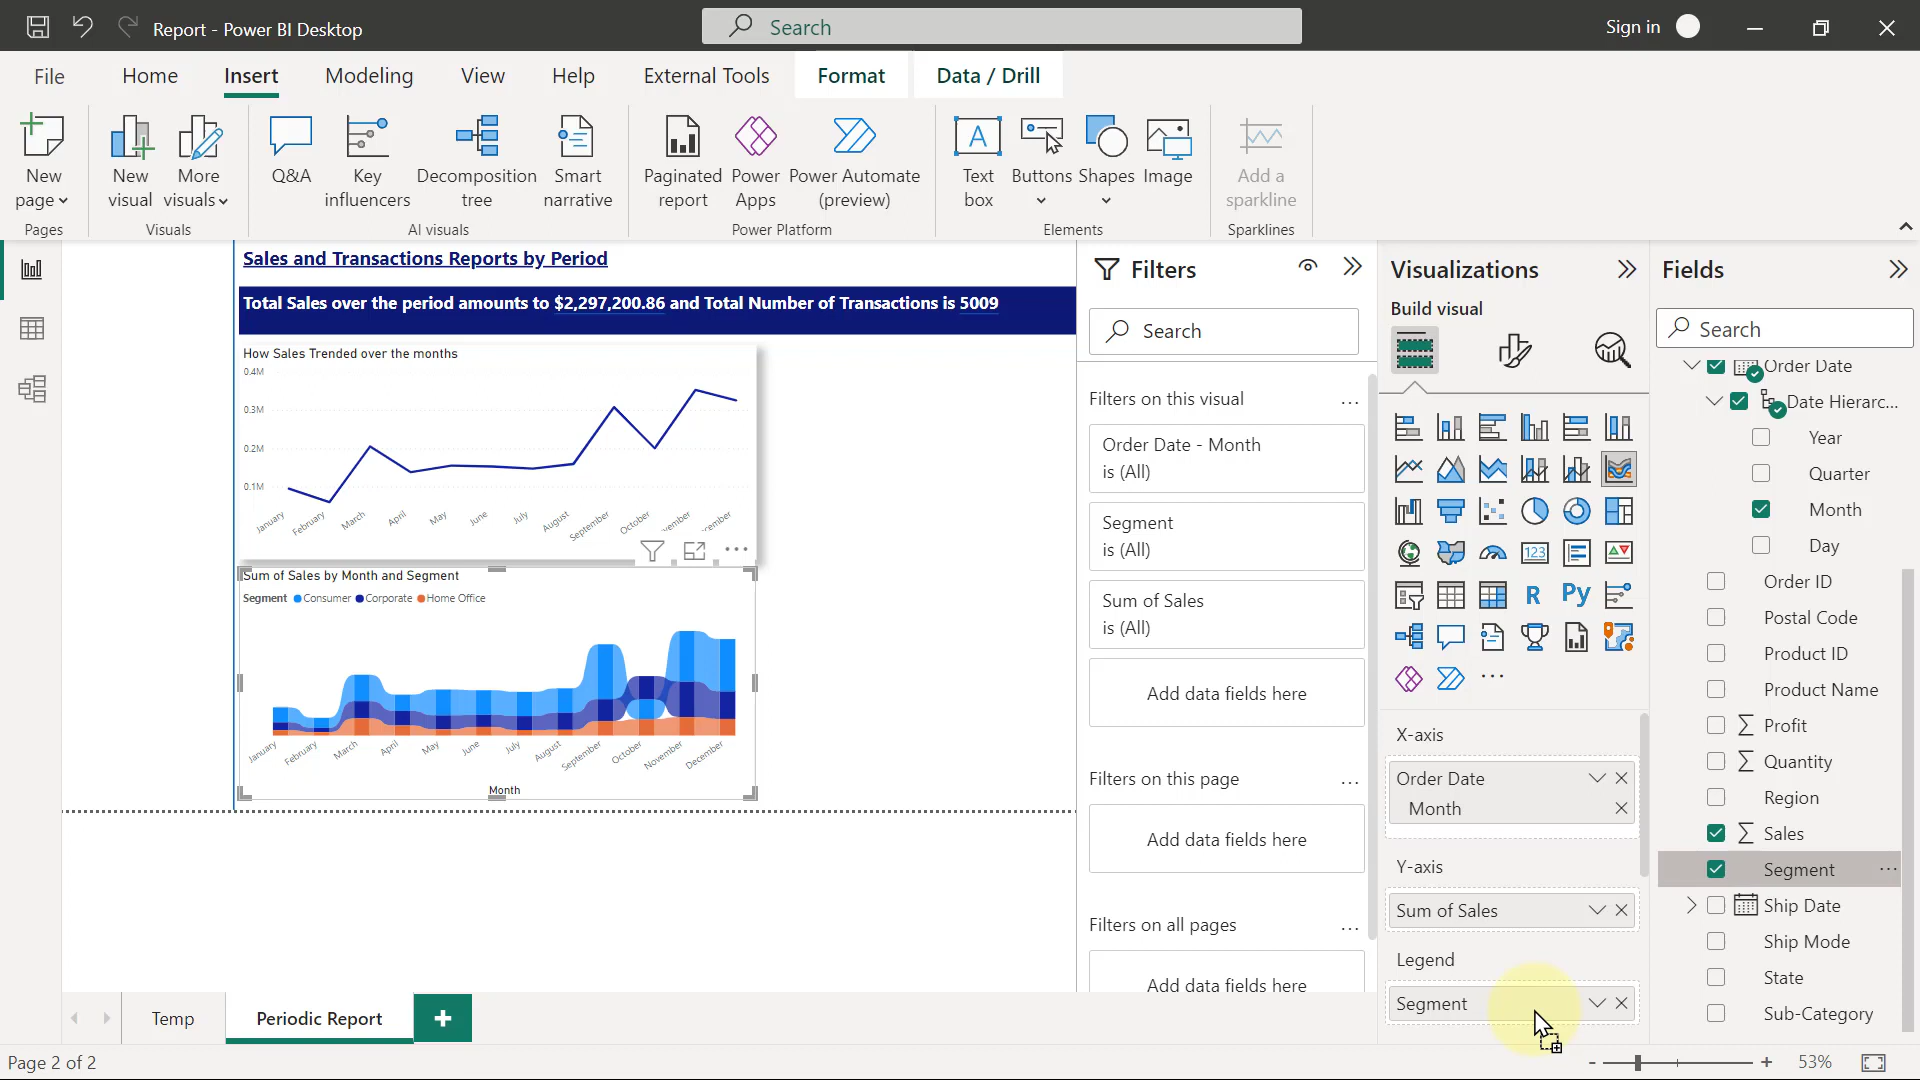 Report - Power BI Desktop
Search
Sign in
File
Home
Insert
Modeling
View
Help
External Tools
Format
Data / Drill
New page
New visual
More visuals
Q&A
Key influencers
Decomposition tree
Smart narrative
Paginated report
Power Apps
Power Automate (preview)
Text box
Buttons
Shapes
Image
Add a sparkline
Pages
Visuals
AI visuals
Power Platform
Elements
Sparklines
Sales and Transactions Reports by Period
Total Sales over the period amounts to $2,297,200.86 and Total Number of Transactions is 5009
How Sales Trended over the months
0.4M
0.3M
0.2M
0.1M
January
February
March
April
May
June
July
August
September
October
vember
cember
Sum of Sales by Month and Segment
Segment Consumer Corporate Home Office
January
February
March
April
May
June
July
August
September
October
November
December
Month
Filters
Search
Filters on this visual
Order Date - Month
is (All)
Segment
is (All)
Sum of Sales
is (All)
Add data fields here
Filters on this page
Add data fields here
Filters on all pages
Add data fields here
Visualizations
Build visual
123
R
Py
X-axis
Order Date
Month
Y-axis
Sum of Sales
Legend
Segment
Fields
Search
Order Date
Date Hierarc...
Year
Quarter
Month
Day
Order ID
Postal Code
Product ID
Product Name
Profit
Quantity
Region
Sales
Segment
Ship Date
Ship Mode
State
Sub-Category
Temp
Periodic Report
Page 2 of 2
53%